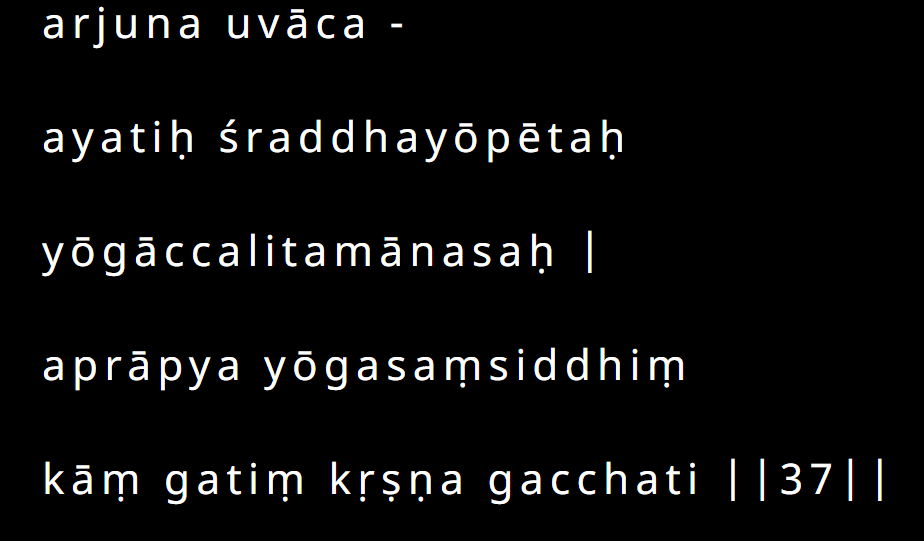 arjuna uvāca -
ayatiḥ śraddhayōpētaḥ
yōgāccalitamānasaḥ |
aprāpya yōgasaṃsiddhiṃ
kāṃ gatiṃ kṛṣṇa gacchati ||37||